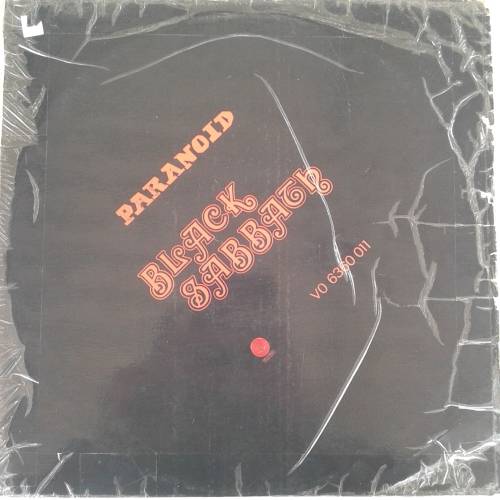 PARANOID
BLACK
SABBATH
VO 6360 011